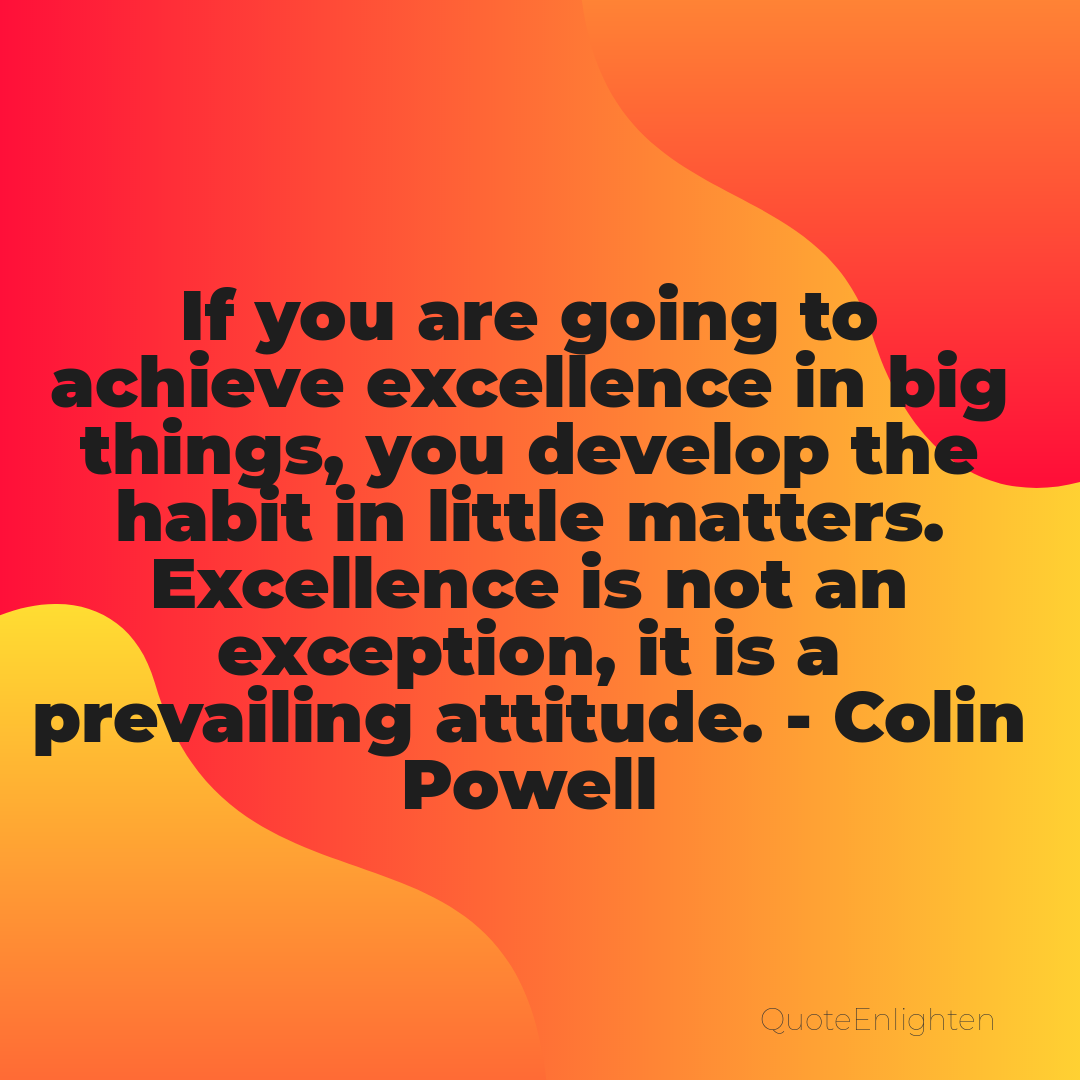 If you are going to
achieve excellence in big
things, you develop the
habit in little matters.
Excellence is not an
exception, it is a
prevailing attitude. - Colin
Powell
QuoteEnlighten